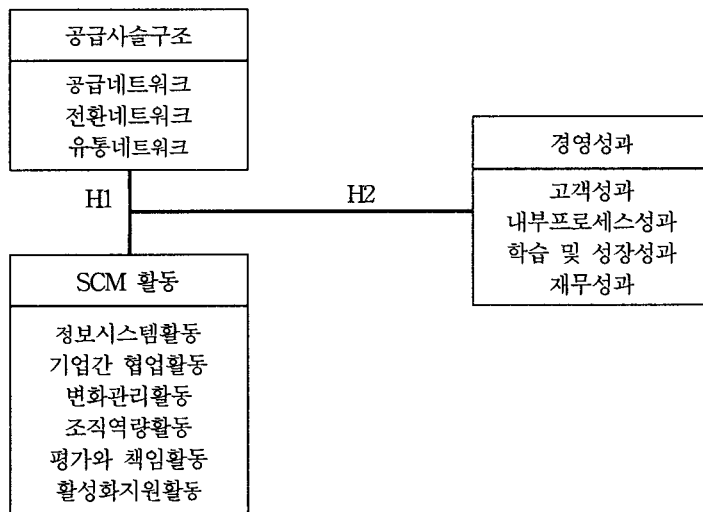 공급사슬구조
공급네트워크
전환네트워크
유통네트워크
H1
H2
경영성과
고객성과
내부프로세스성과
학습 및 성장성과
재무성과
SCM 활동
정보시스템활동
기업간 협업활동
변화관리활동
조직역량활동
평가와 책임활동
활성화지원활동